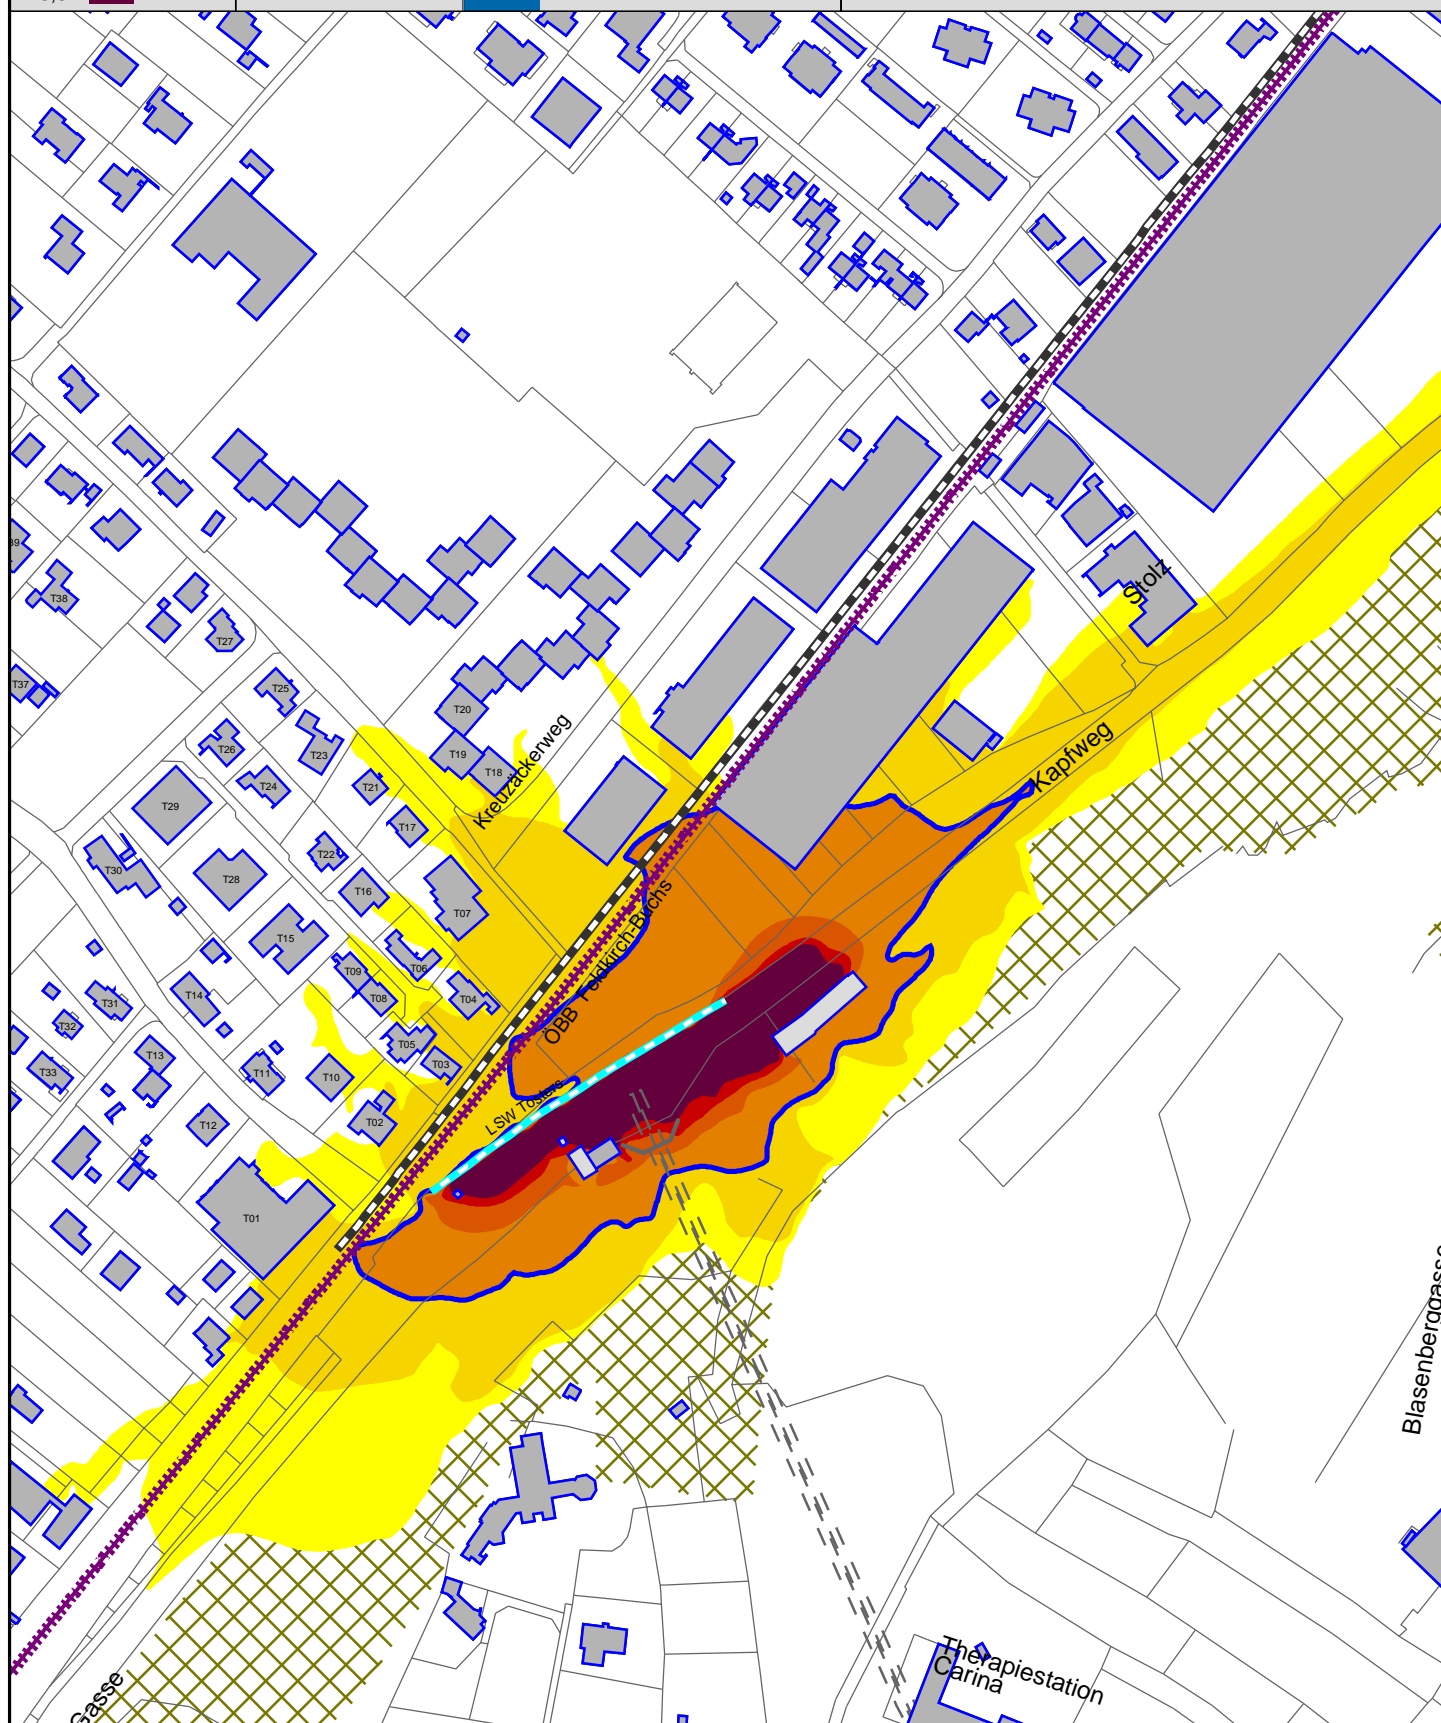 Stolz
39
T38
T27
T37
T25
T20
T26
T23
T19
T18
Kreuzäckerweg
Kapfweg
T24
T21
T29
T17
T22
T30
T28
T16
T07
ÖBB Feldkirch-Buchs
T15
T06
T09
T08
T14
T04
T31
T32
T05
T03
T13
T33
T11
T10
LSW Tosters
T12
T02
T01
Blasenberggasse
Therapiestation
Carina
Gasse